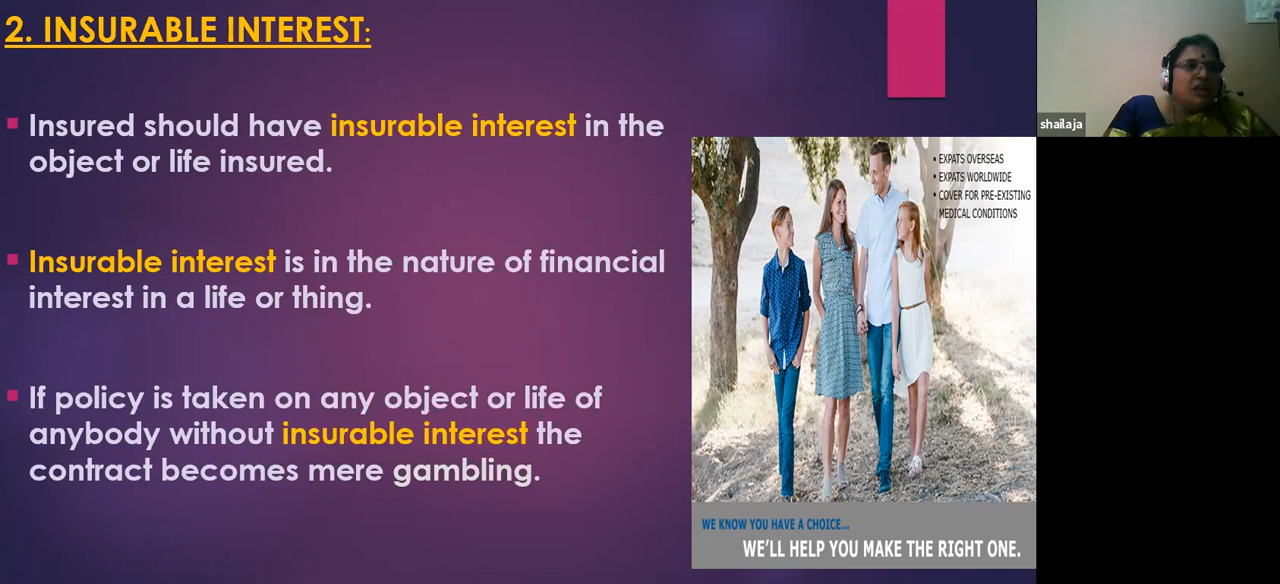 2. INSURABLE INTEREST:
Insured should have insurable interest in the
object or life insured.
Insurable interest is in the nature of financial
interest in a life or thing.
If policy is taken on any object or life of
anybody without insurable interest the
contract becomes mere gambling.
• EXPATS OVERSEAS
• EXPATS WORLDWIDE
• COVER FOR PRE-EXISTING
MEDICAL CONDITIONS
WE KNOW YOU HAVE A CHOICE...
WE'LL HELP YOU MAKE THE RIGHT ONE.
shailaja